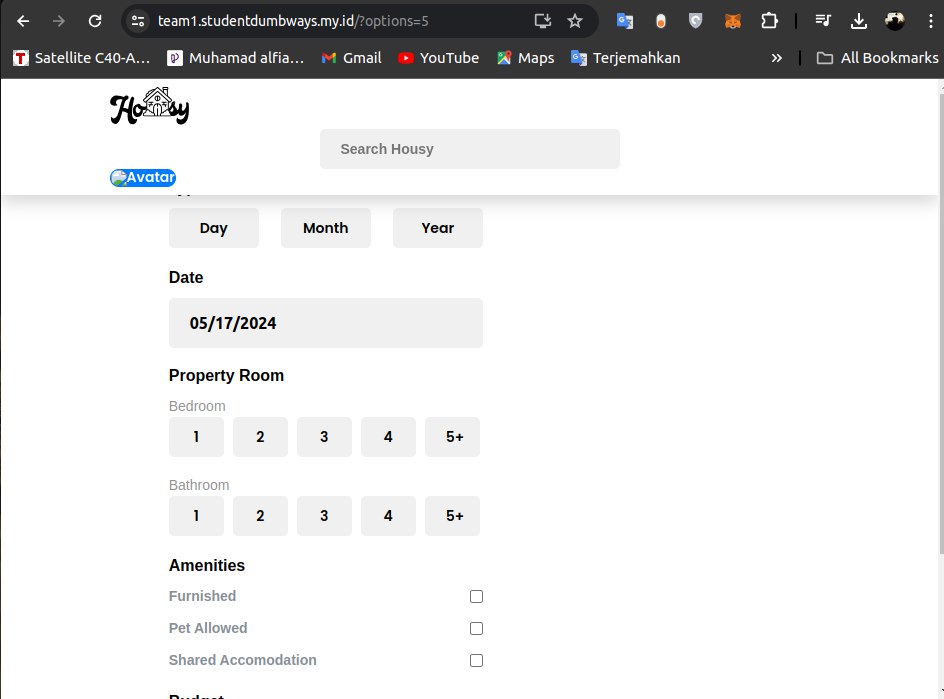 team1.studentdumbways.my.id/?options=5
Satellite C40-A... Muhamad alfia... Gmail YouTube Maps Terjemahkan » All Bookmarks
Housy
Search Housy
Avatar
Day Month Year
Date
05/17/2024
Property Room
Bedroom
1 2 3 4 5+
Bathroom
1 2 3 4 5+
Amenities
Furnished
Pet Allowed
Shared Accomodation
Budget